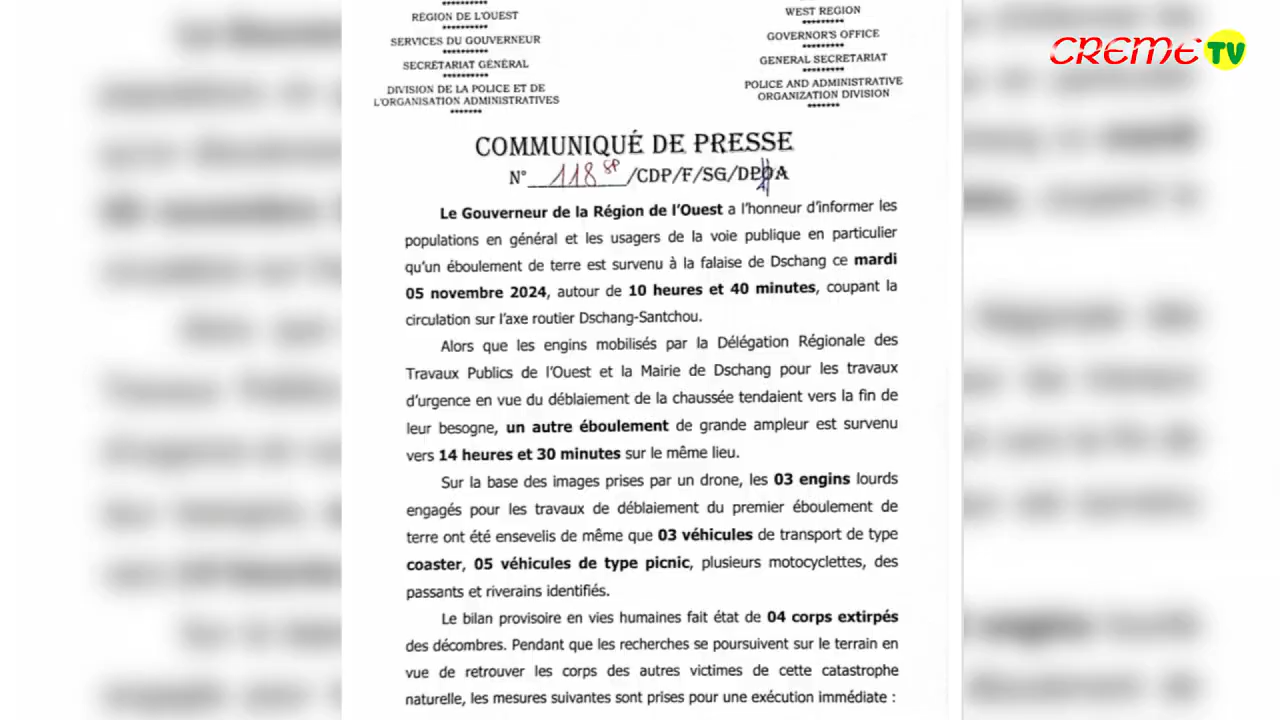 RÉGION DE L'OUEST
**********
SERVICES DU GOUVERNEUR
**********
SECRÉTARIAT GÉNÉRAL
**********
DIVISION DE LA POLICE ET DE
L'ORGANISATION ADMINISTRATIVES
*******
WEST REGION
**********
GOVERNOR'S OFFICE
**********
GENERAL SECRETARIAT
*********
POLICE AND ADMINISTRATIVE
ORGANIZATION DIVISION
*******
CREME TV
COMMUNIQUÉ DE PRESSE
N° 118 SP /CDP/F/SG/DPOA
Le Gouverneur de la Région de l'Ouest a l'honneur d'informer les
populations en général et les usagers de la voie publique en particulier
qu'un éboulement de terre est survenu à la falaise de Dschang ce mardi
05 novembre 2024, autour de 10 heures et 40 minutes, coupant la
circulation sur l'axe routier Dschang-Santchou.
Alors que les engins mobilisés par la Délégation Régionale des
Travaux Publics de l'Ouest et la Mairie de Dschang pour les travaux
d'urgence en vue du déblaiement de la chaussée tendaient vers la fin de
leur besogne, un autre éboulement de grande ampleur est survenu
vers 14 heures et 30 minutes sur le même lieu.
Sur la base des images prises par un drone, les 03 engins lourds
engagés pour les travaux de déblaiement du premier éboulement de
terre ont été ensevelis de même que 03 véhicules de transport de type
coaster, 05 véhicules de type picnic, plusieurs motocyclettes, des
passants et riverains identifiés.
Le bilan provisoire en vies humaines fait état de 04 corps extirpés
des décombres. Pendant que les recherches se poursuivent sur le terrain en
vue de retrouver les corps des autres victimes de cette catastrophe
naturelle, les mesures suivantes sont prises pour une exécution immédiate :